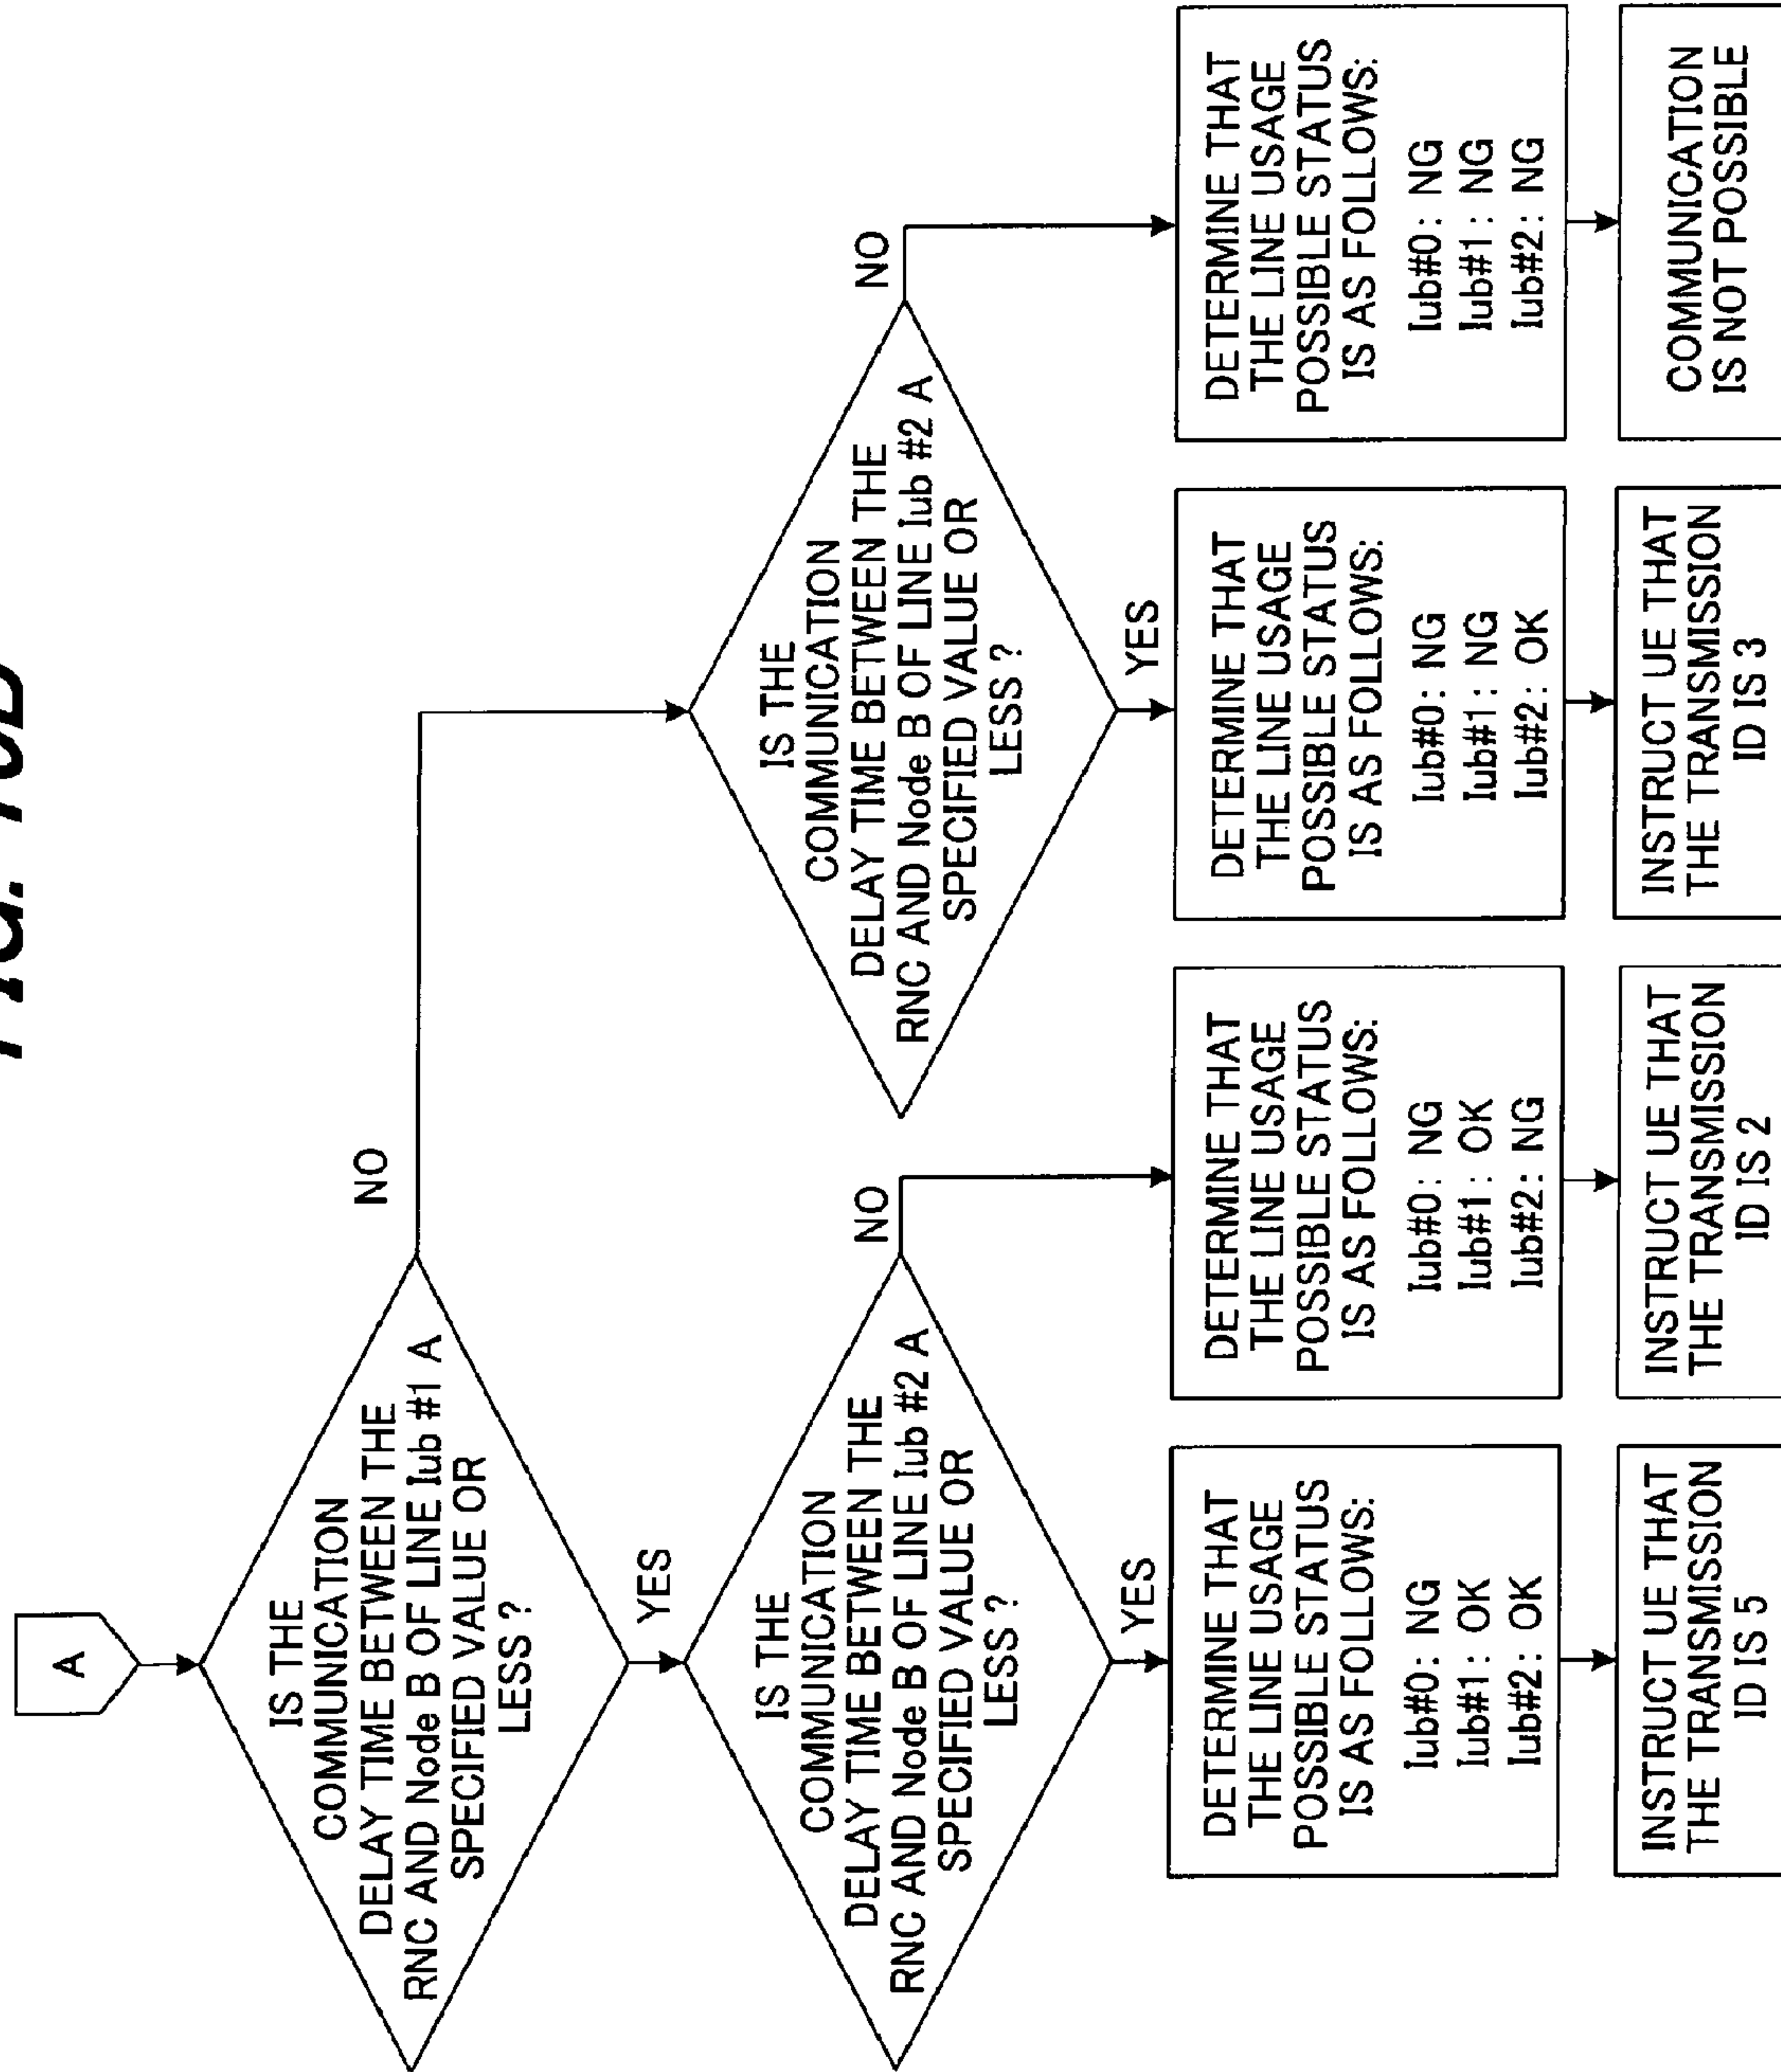 A
IS THE
COMMUNICATION
DELAY TIME BETWEEN THE
RNC AND Node B OF LINE Iub #1 A
SPECIFIED VALUE OR
LESS ?
NO
YES
IS THE
COMMUNICATION
DELAY TIME BETWEEN THE
RNC AND Node B OF LINE Iub #2 A
SPECIFIED VALUE OR
LESS ?
NO
YES
IS THE
COMMUNICATION
DELAY TIME BETWEEN THE
RNC AND Node B OF LINE Iub #2 A
SPECIFIED VALUE OR
LESS ?
NO
YES
DETERMINE THAT
THE LINE USAGE
POSSIBLE STATUS
IS AS FOLLOWS:
Iub#0: NG
Iub#1: OK
Iub#2: OK
DETERMINE THAT
THE LINE USAGE
POSSIBLE STATUS
IS AS FOLLOWS:
Iub#0: NG
Iub#1: OK
Iub#2: NG
DETERMINE THAT
THE LINE USAGE
POSSIBLE STATUS
IS AS FOLLOWS:
Iub#0: NG
Iub#1: NG
Iub#2: OK
DETERMINE THAT
THE LINE USAGE
POSSIBLE STATUS
IS AS FOLLOWS:
Iub#0: NG
Iub#1: NG
Iub#2: NG
INSTRUCT UE THAT
THE TRANSMISSION
ID IS 5
INSTRUCT UE THAT
THE TRANSMISSION
ID IS 2
INSTRUCT UE THAT
THE TRANSMISSION
ID IS 3
COMMUNICATION
IS NOT POSSIBLE